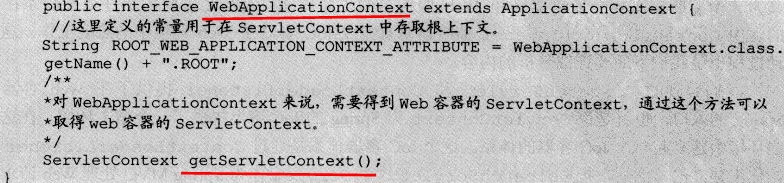 public interface WebApplicationContext extends ApplicationContext {
//这里定义的常量用于在 ServletContext 中存取根上下文。
String ROOT_WEB_APPLICATION_CONTEXT_ATTRIBUTE = WebApplicationContext.class.
getName() + ".ROOT";
/**
*对 WebApplicationContext 来说，需要得到 Web 容器的 ServletContext，通过这个方法可以
*取得 web 容器的 ServletContext。
*/
ServletContext getServletContext();
}